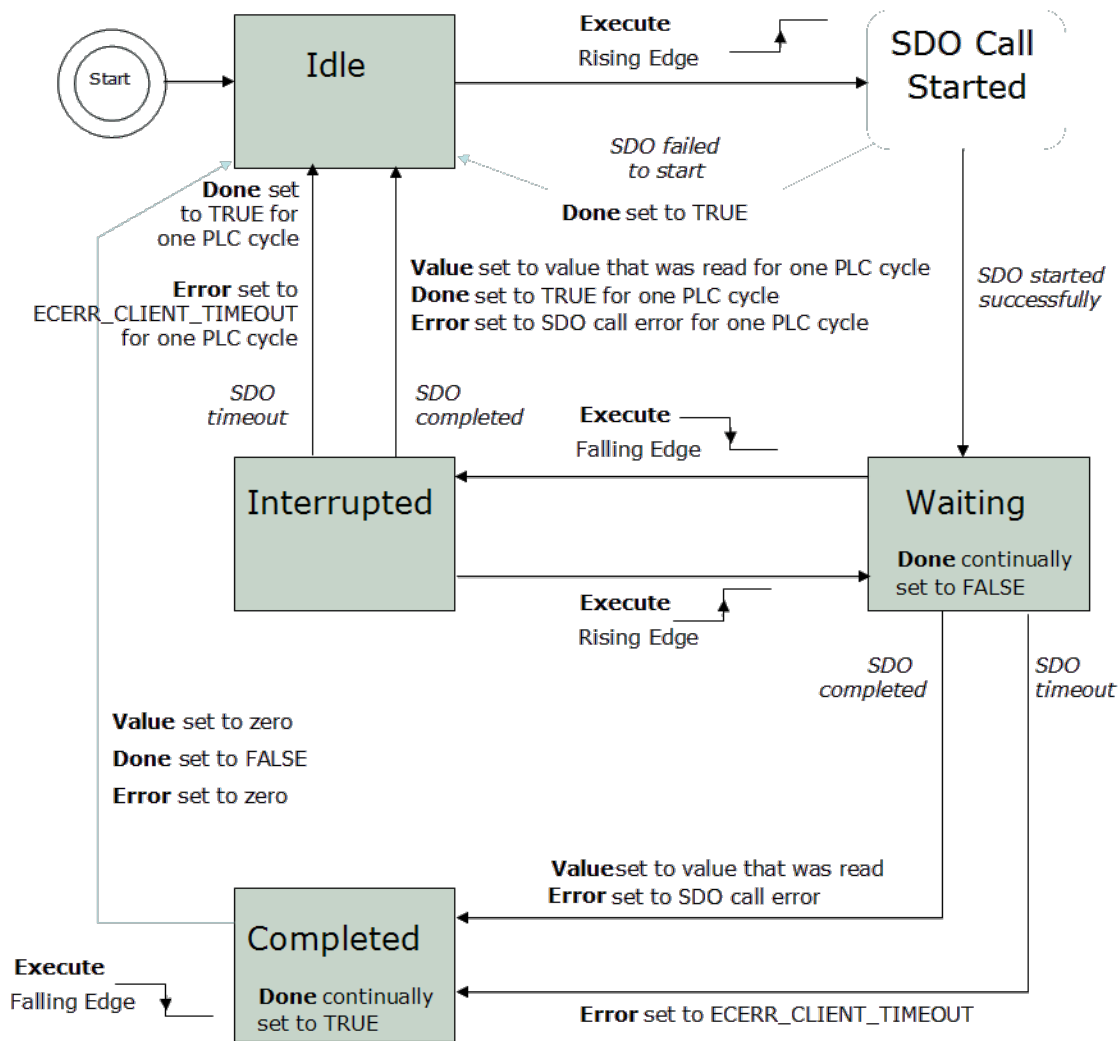 Start
Idle
Execute
Rising Edge
SDO Call
Started
SDO failed
to start
Done set to TRUE
Done set
to TRUE for
one PLC cycle
Error set to
ECERR_CLIENT_TIMEOUT
for one PLC cycle
Value set to value that was read for one PLC cycle
Done set to TRUE for one PLC cycle
Error set to SDO call error for one PLC cycle
SDO started
successfully
SDO
timeout
SDO
completed
Execute
Falling Edge
Interrupted
Waiting
Done continually
set to FALSE
Execute
Rising Edge
SDO
completed
SDO
timeout
Value set to zero
Done set to FALSE
Error set to zero
Value set to value that was read
Error set to SDO call error
Completed
Done continually
set to TRUE
Execute
Falling Edge
Error set to ECERR_CLIENT_TIMEOUT